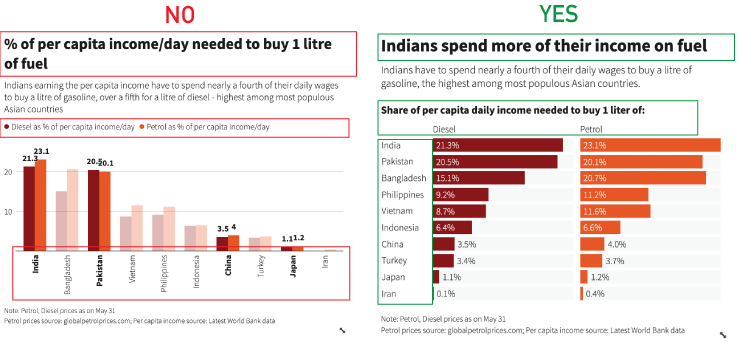 NO
% of per capita income/day needed to buy 1 litre
of fuel
Indians earning the per capita income have to spend nearly a fourth of their daily wages
to buy a litre of gasoline, over a fifth for a litre of diesel - highest among most populous
Asian countries
Diesel as % of per capita income/day Petrol as % of per capita income/day
21.3 23.1 20.5 20.1
20
10
3.5 4 1.1 1.2
India Bangladesh Pakistan Vietnam Philippines Indonesia China Turkey Japan Iran
Note: Petrol, Diesel prices as on May 31
Petrol prices source: globalpetrolprices.com; Per capita income source: Latest World Bank data
YES
Indians spend more of their income on fuel
Indians have to spend nearly a fourth of their daily wages to buy a litre of
gasoline, the highest among most populous Asian countries.
Share of per capita daily income needed to buy 1 liter of:
Diesel Petrol
India 21.3% 23.1%
Pakistan 20.5% 20.1%
Bangladesh 15.1% 20.7%
Philippines 9.2% 11.2%
Vietnam 8.7% 11.6%
Indonesia 6.4% 6.6%
China 3.5% 4.0%
Turkey 3.4% 3.7%
Japan 1.1% 1.2%
Iran 0.1% 0.4%
Note: Petrol, Diesel prices as on May 31
Petrol prices source: globalpetrolprices.com; Per capita income source: Latest World Bank data